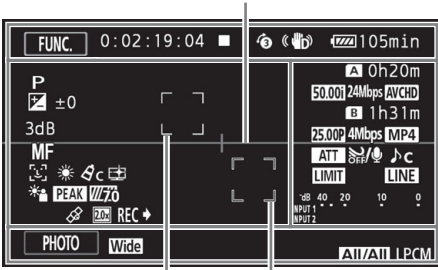 FUNC. 0:02:19:04 105min
P A 0h20m
±0 50.00i 24Mbps AVCHD
B 1h31m
3dB 25.00P 4Mbps MP4
MF ATT OFF C
C LIMIT LINE
PEAK 70 -dB 40 20 10 0
2.0x REC INPUT 1
INPUT 2
PHOTO Wide All/All LPCM